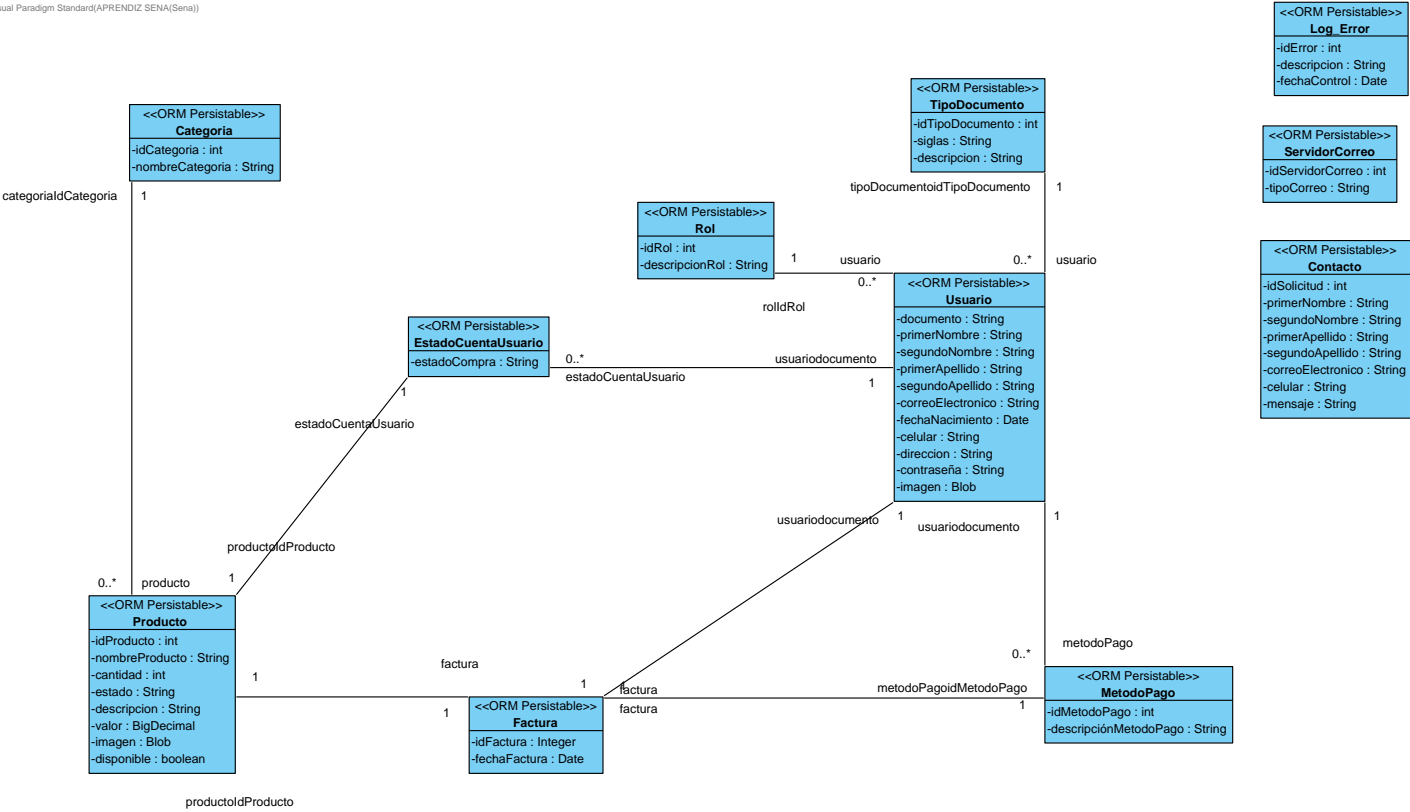 sual Paradigm Standard(APRENDIZ SENA(Sena))
<<ORM Persistable>>
Log_Error
-idError : int
-descripcion : String
-fechaControl : Date
<<ORM Persistable>>
TipoDocumento
-idTipoDocumento : int
-siglas : String
-descripcion : String
<<ORM Persistable>>
Categoria
-idCategoria : int
-nombreCategoria : String
<<ORM Persistable>>
ServidorCorreo
-idServidorCorreo : int
-tipoCorreo : String
categoriaIdCategoria
1
tipoDocumentoidTipoDocumento
1
<<ORM Persistable>>
Rol
-idRol : int
-descripcionRol : String
1
usuario
0..*
0..*
usuario
rolIdRol
<<ORM Persistable>>
Contacto
-idSolicitud : int
-primerNombre : String
-segundoNombre : String
-primerApellido : String
-segundoApellido : String
-correoElectronico : String
-celular : String
-mensaje : String
<<ORM Persistable>>
Usuario
-documento : String
-primerNombre : String
-segundoNombre : String
-primerApellido : String
-segundoApellido : String
-correoElectronico : String
-fechaNacimiento : Date
-celular : String
-direccion : String
-contraseña : String
-imagen : Blob
<<ORM Persistable>>
EstadoCuentaUsuario
-estadoCompra : String
0..*
usuariodocumento
estadoCuentaUsuario
1
1
estadoCuentaUsuario
productoIdProducto
1
usuariodocumento
1
usuariodocumento
1
0..*
producto
<<ORM Persistable>>
Producto
-idProducto : int
-nombreProducto : String
-cantidad : int
-estado : String
-descripcion : String
-valor : BigDecimal
-imagen : Blob
-disponible : boolean
1
factura
1
1
1
factura
factura
metodoPago
0..*
metodoPagoidMetodoPago
1
<<ORM Persistable>>
Factura
-idFactura : Integer
-fechaFactura : Date
<<ORM Persistable>>
MetodoPago
-idMetodoPago : int
-descripciónMetodoPago : String
productoIdProducto